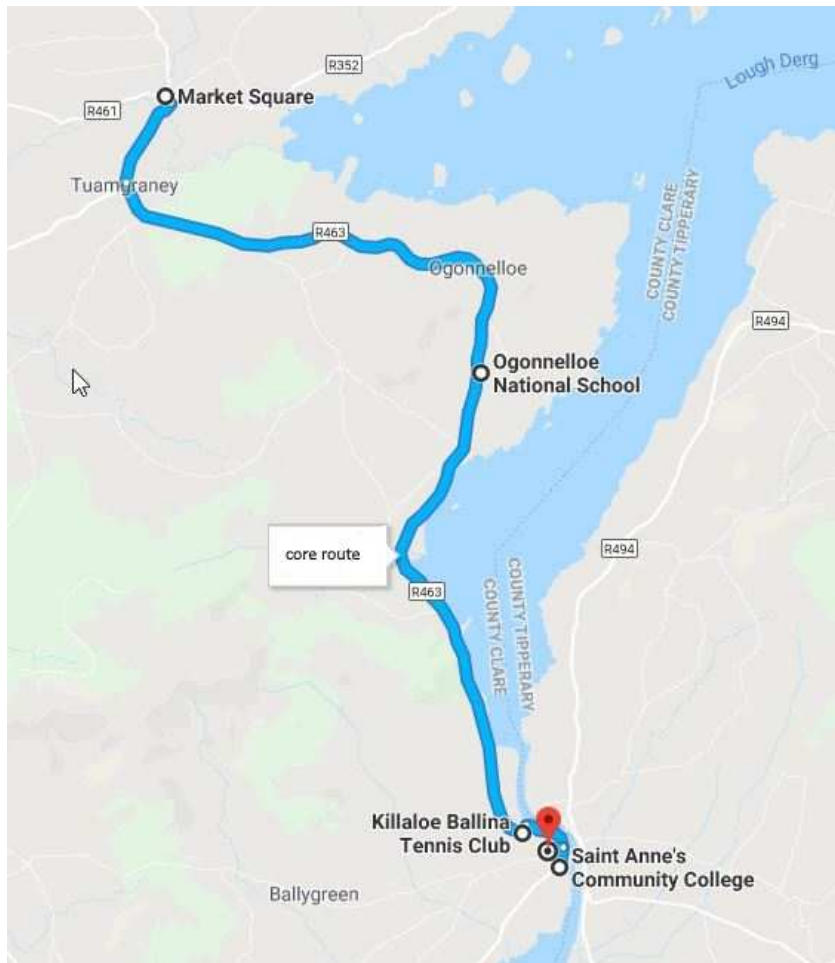 R352
Lough Derg
Market Square
R461
Tuamgraney
COUNTY CLARE
COUNTY TIPPERARY
R463
Ogonnelloe
R494
Ogonnelloe
National School
core route
R494
R463
COUNTY TIPPERARY
COUNTY CLARE
Killaloe Ballina
Tennis Club
Saint Anne's
Community College
Ballygreen